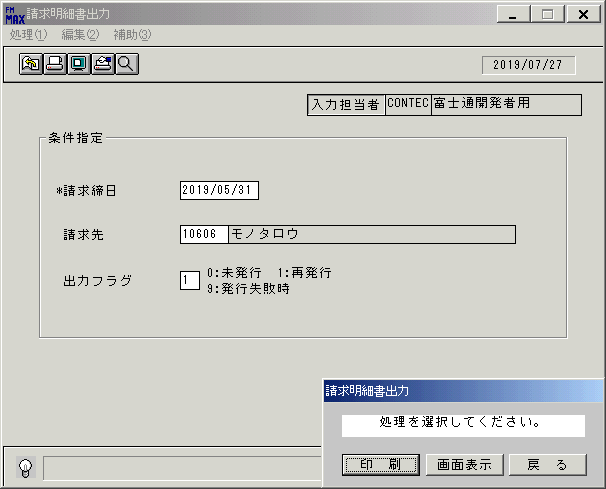 FM MAX 請求明細書出力
処理(1) 編集(2) 補助(3)
2019/07/27
入力担当者 CONTEC 富士通開発者用
条件指定
*請求締日 2019/05/31
請求先 10606 モノタロウ
出力フラグ 1 0:未発行 1:再発行
9:発行失敗時
請求明細書出力
処理を選択してください。
印 刷 画面表示 戻 る